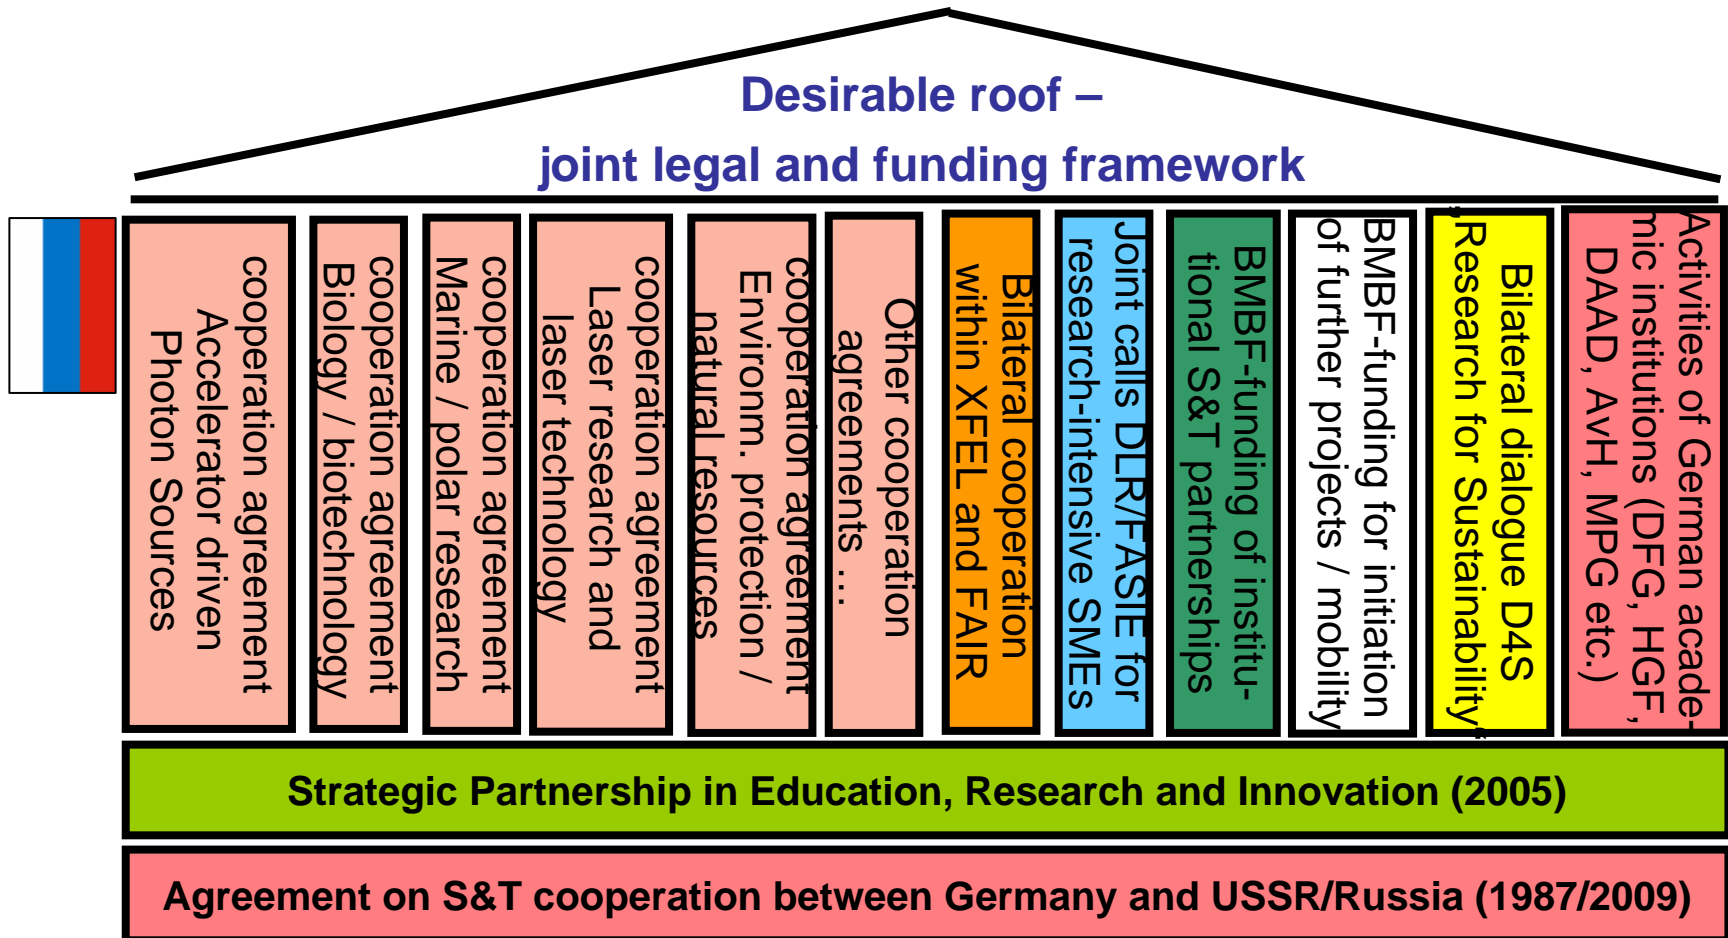 Desirable roof –
joint legal and funding framework
cooperation agreement
Accelerator driven
Photon Sources
cooperation agreement
Biology / biotechnology
cooperation agreement
Marine / polar research
cooperation agreement
Laser research and
laser technology
cooperation agreement
Environm. protection /
natural resources
Other cooperation
agreements ...
Bilateral cooperation
within XFEL and FAIR
Joint calls DLR/FASIE for
research-intensive SMEs
BMBF-funding of institu-
tional S&T partnerships
BMBF-funding for initiation
of further projects / mobility
Bilateral dialogue D4S
„Research for Sustainability“
Activities of German acade-
mic institutions (DFG, HGF,
DAAD, AvH, MPG etc.)
Strategic Partnership in Education, Research and Innovation (2005)
Agreement on S&T cooperation between Germany and USSR/Russia (1987/2009)